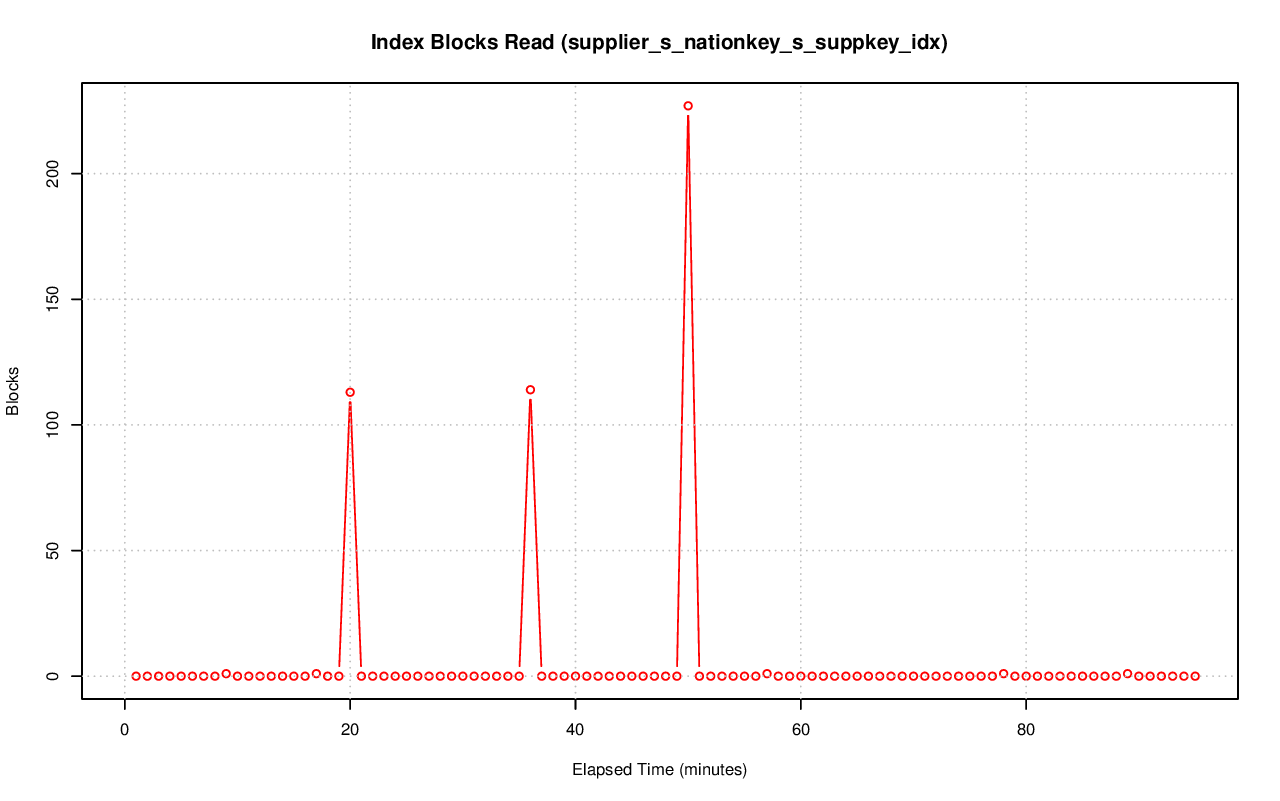 Index Blocks Read (supplier_s_nationkey_s_suppkey_idx)
Blocks
200
150
100
50
0
0 20 40 60 80
Elapsed Time (minutes)